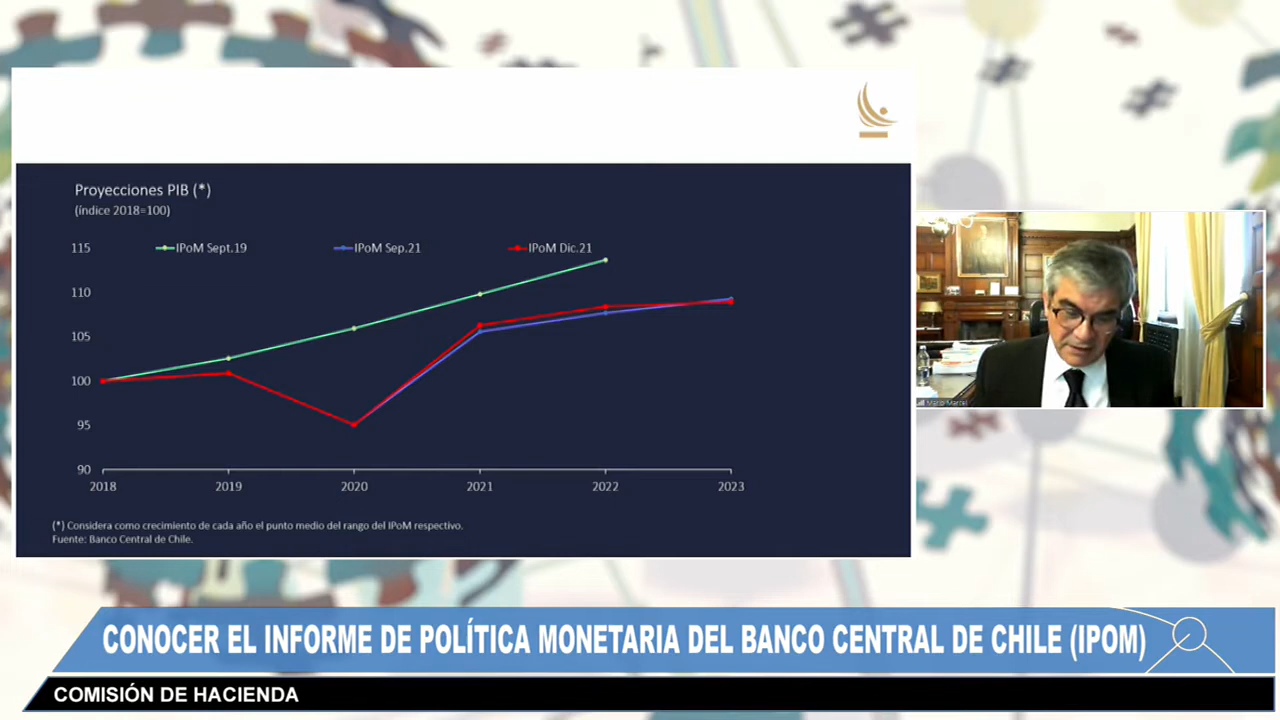 Proyecciones PIB (*)
(índice 2018=100)
115
IPoM Sept.19
IPoM Sep.21
IPoM Dic.21
110
105
100
95
90
2018
2019
2020
2021
2022
2023
(*) Considera como crecimiento de cada año el punto medio del rango del IPoM respectivo.
Fuente: Banco Central de Chile.
Mario Marcel
CONOCER EL INFORME DE POLÍTICA MONETARIA DEL BANCO CENTRAL DE CHILE (IPOM)
COMISIÓN DE HACIENDA